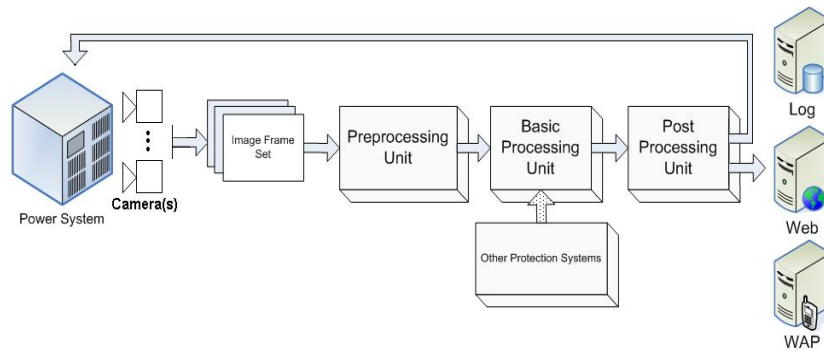 Power System
Camera(s)
Image Frame
Set
Preprocessing
Unit
Basic
Processing
Unit
Post
Processing
Unit
Other Protection Systems
Log
Web
WAP